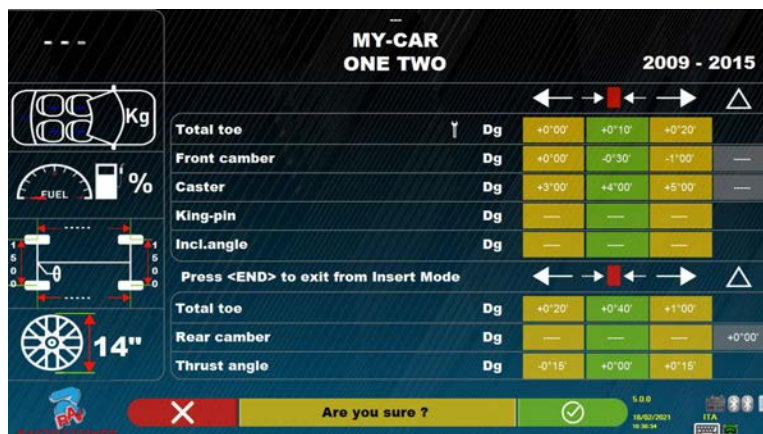 ---
- - -
MY-CAR
ONE TWO
2009 - 2015
Kg
Total toe Dg +0°00' +0°10' +0°20'
Front camber Dg +0°00' -0°30' -1°00' ----
Caster Dg +3°00' +4°00' +5°00' ----
FUEL %
King-pin Dg ---- ---- ----
Incl.angle Dg ---- ---- ----
-----
1500
1500
-----
Press <END> to exit from Insert Mode
Total toe Dg +0°20' +0°40' +1°00'
Rear camber Dg ---- ---- ---- +0°00'
14"
Thrust angle Dg -0°15' +0°00' +0°15'
RAV
Are you sure ?
5.0.0
16/02/2021
ITA